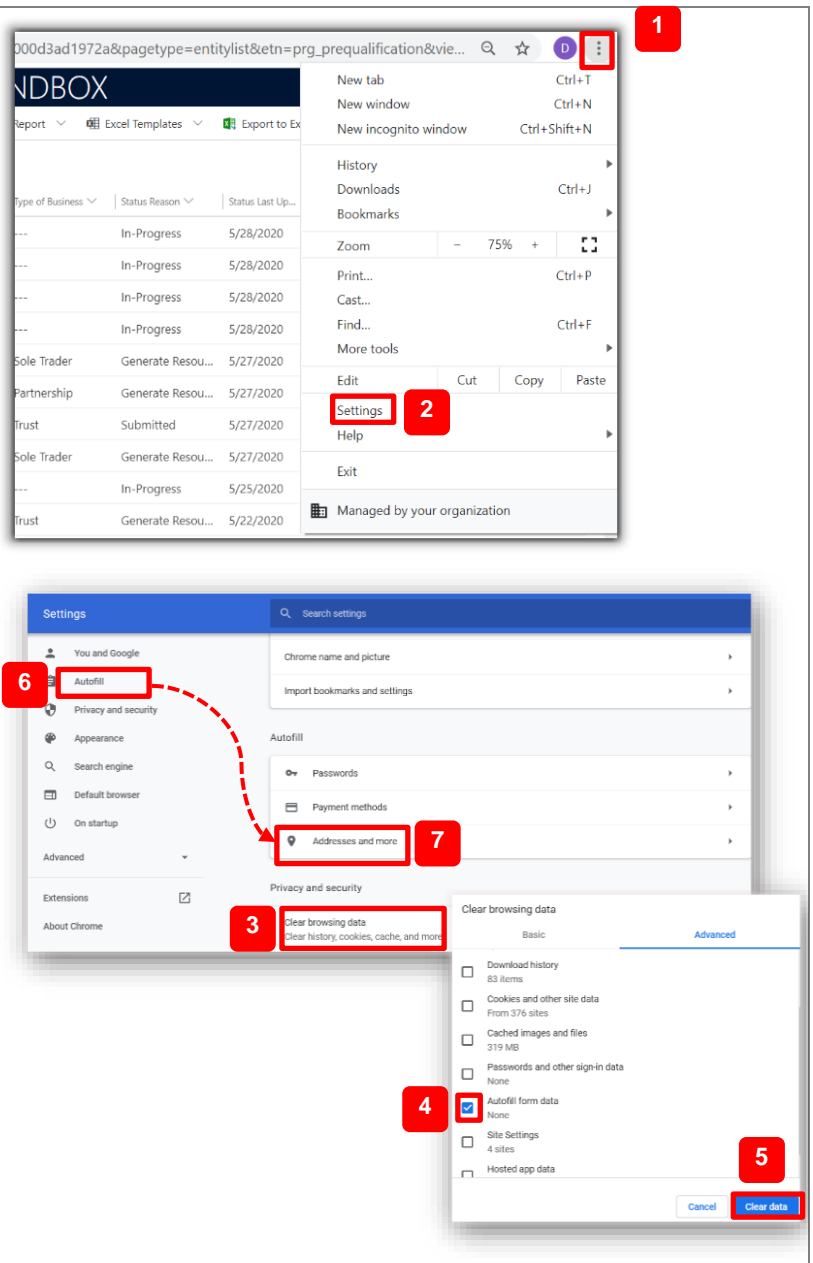 1
000d3ad1972a&pagetype=entitylist&etn=prg_prequalification&vie... D
NDBOX
Report Excel Templates Export to Ex
Type of Business Status Reason Status Last Up...
--- In-Progress 5/28/2020
--- In-Progress 5/28/2020
--- In-Progress 5/28/2020
--- In-Progress 5/28/2020
Sole Trader Generate Resou... 5/27/2020
Partnership Generate Resou... 5/27/2020
Trust Submitted 5/27/2020
Sole Trader Generate Resou... 5/27/2020
--- In-Progress 5/25/2020
Trust Generate Resou... 5/22/2020
New tab Ctrl+T
New window Ctrl+N
New incognito window Ctrl+Shift+N
History
Downloads Ctrl+J
Bookmarks
Zoom - 75% +
Print... Ctrl+P
Cast...
Find... Ctrl+F
More tools
Edit Cut Copy Paste
Settings 2
Help
Exit
Managed by your organization
Settings Search settings
You and Google
6 Autofill
Privacy and security
Appearance
Search engine
Default browser
On startup
Advanced
Extensions
About Chrome
Chrome name and picture
Import bookmarks and settings
Autofill
Passwords
Payment methods
Addresses and more 7
Privacy and security
3 Clear browsing data
Clear history, cookies, cache, and more
Clear browsing data
Basic Advanced
Download history
83 items
Cookies and other site data
From 376 sites
Cached images and files
319 MB
Passwords and other sign-in data
None
4 Autofill form data
None
Site Settings
4 sites
Hosted app data
5
Cancel Clear data